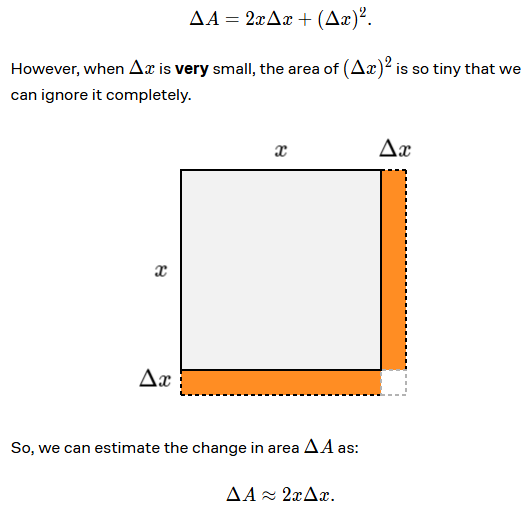 ΔA = 2xΔx + (Δx)².
However, when Δx is very small, the area of (Δx)² is so tiny that we
can ignore it completely.
x Δx
x
Δx
So, we can estimate the change in area ΔA as:
ΔA ≈ 2xΔx.